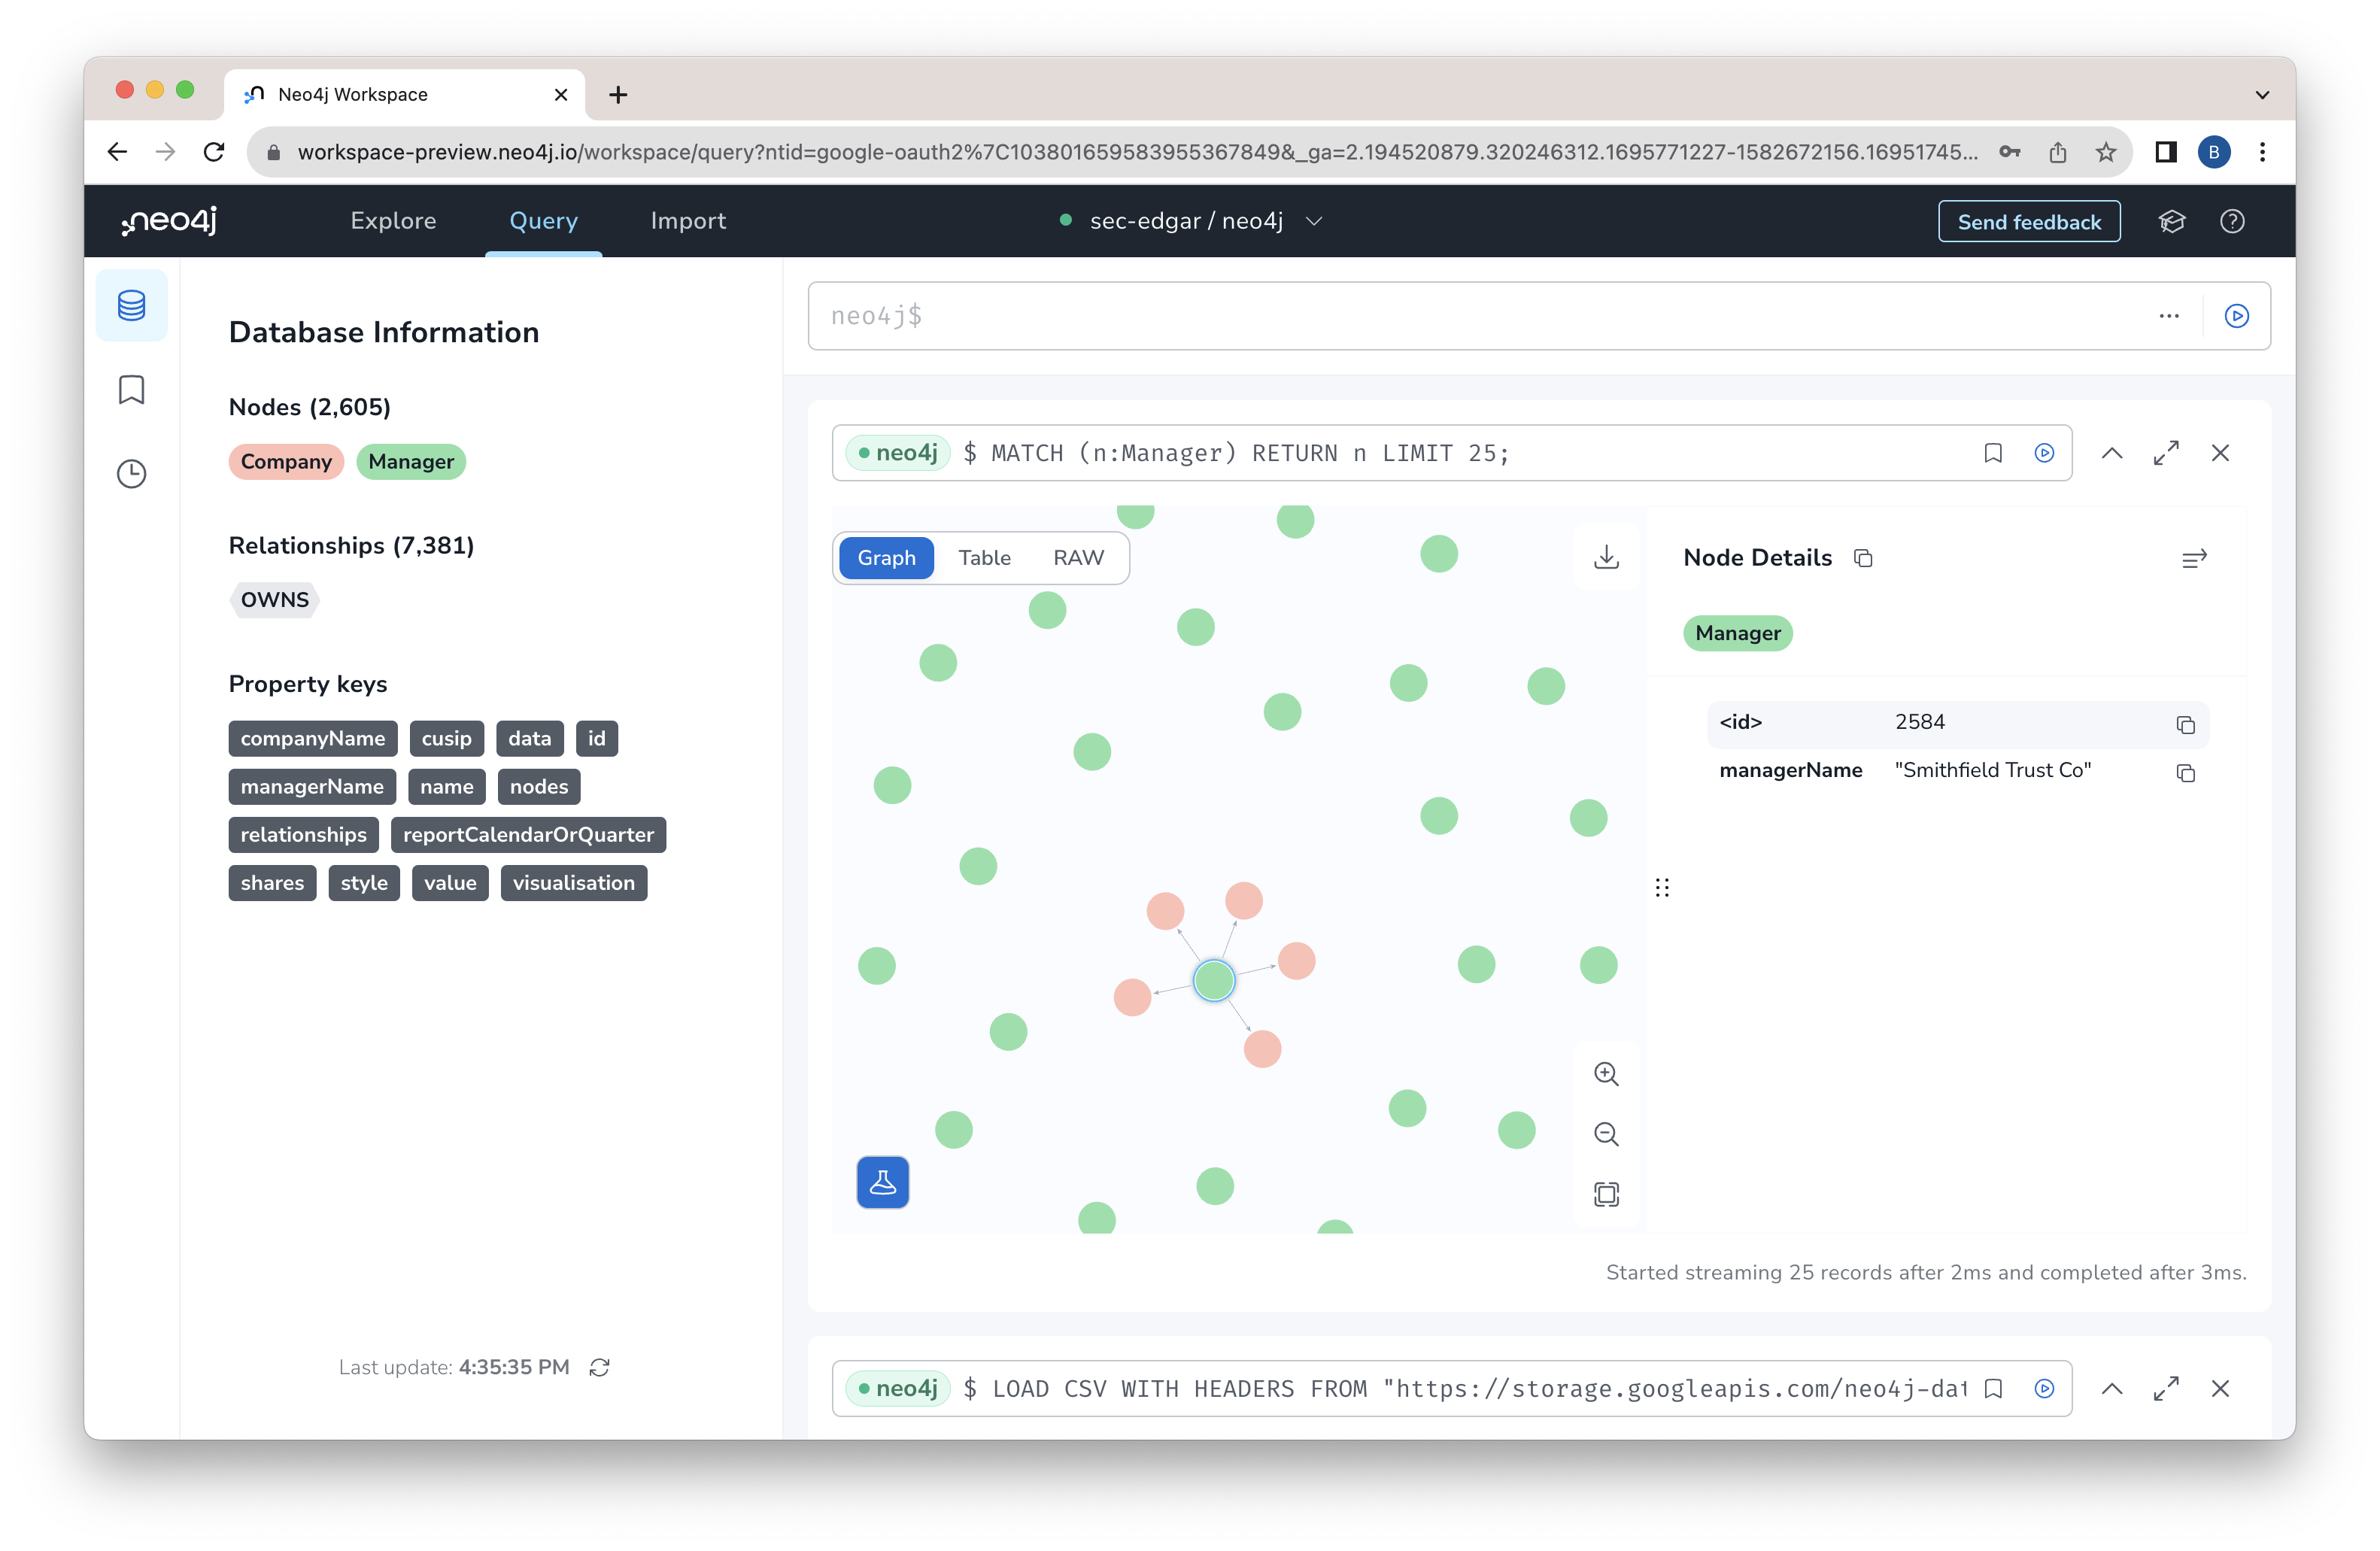 Neo4j Workspace
workspace-preview.neo4j.io/workspace/query?ntid=google-oauth2%7C103801659583955367849&_ga=2.194520879.320246312.1695771227-1582672156.16951745...
B
neo4j
Explore
Query
Import
sec-edgar / neo4j
Send feedback
Database Information
Nodes (2,605)
Company Manager
Relationships (7,381)
OWNS
Property keys
companyName cusip data id
managerName name nodes
relationships reportCalendarOrQuarter
shares style value visualisation
Last update: 4:35:35 PM
neo4j$
neo4j $ MATCH (n:Manager) RETURN n LIMIT 25;
Graph Table RAW
Node Details
Manager
<id> 2584
managerName "Smithfield Trust Co"
Started streaming 25 records after 2ms and completed after 3ms.
neo4j $ LOAD CSV WITH HEADERS FROM "https://storage.googleapis.com/neo4j-dat